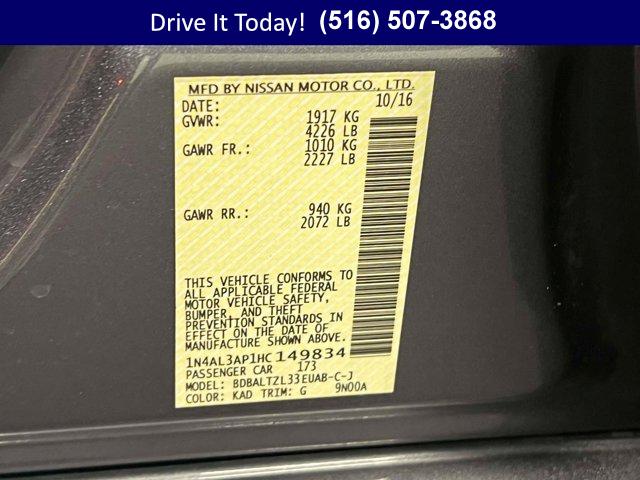 Drive It Today! (516) 507-3868
MFD BY NISSAN MOTOR CO., LTD.
DATE: 10/16
GVWR: 1917 KG
4226 LB
GAWR FR.: 1010 KG
2227 LB
GAWR RR.: 940 KG
2072 LB
THIS VEHICLE CONFORMS TO
ALL APPLICABLE FEDERAL
MOTOR VEHICLE SAFETY,
BUMPER, AND THEFT
PREVENTION STANDARDS IN
EFFECT ON THE DATE OF
MANUFACTURE SHOWN ABOVE.
1N4AL3AP1HC149834
PASSENGER CAR 173
MODEL: BDBALTZL33EUAB-C-J
COLOR: KAD TRIM: G 9N00A